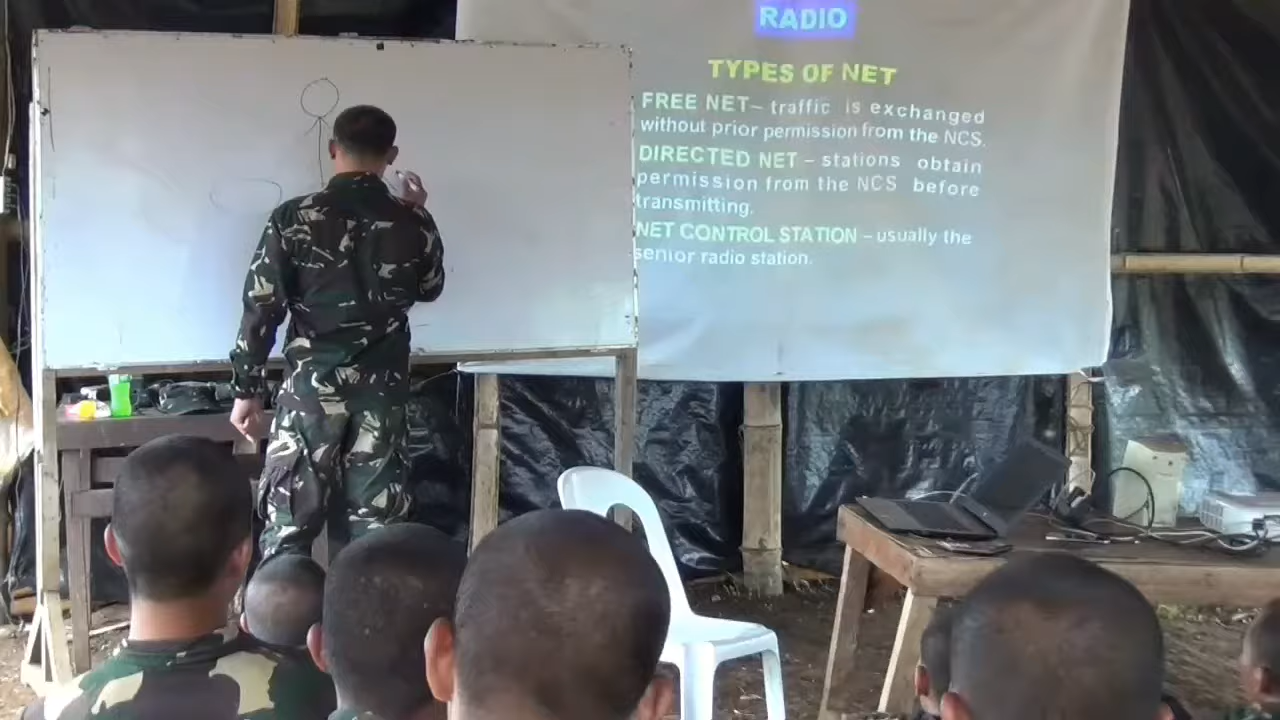 RADIO
TYPES OF NET
FREE NET– traffic is exchanged
without prior permission from the NCS.
DIRECTED NET – stations obtain
permission from the NCS before
transmitting.
NET CONTROL STATION – usually the
senior radio station.